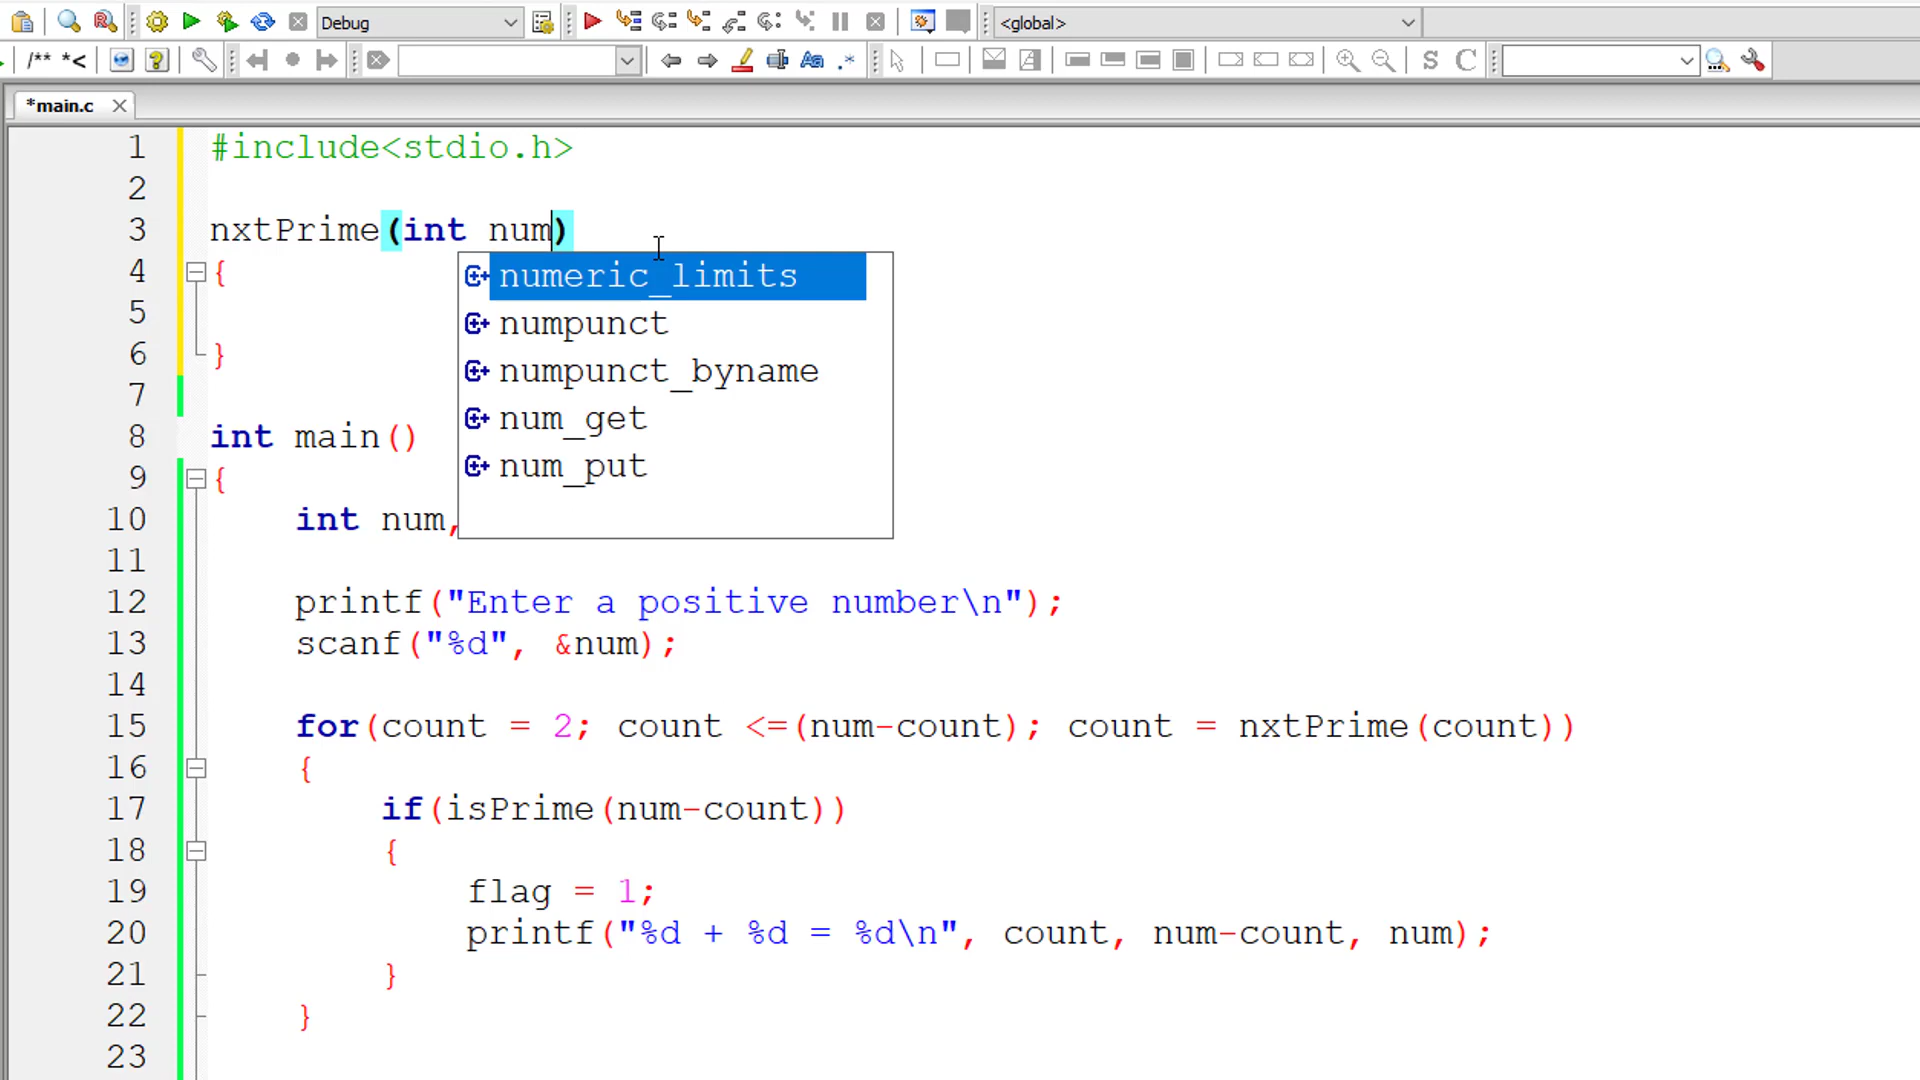 Debug
<global>
/** *<
S C
*main.c
1 #include<stdio.h>
2
3 nxtPrime(int num)
4 {
numeric_limits
5
numpunct
6 }
numpunct_byname
7
num_get
8 int main()
num_put
9 {
10 int num,
11
12 printf("Enter a positive number\n");
13 scanf("%d", &num);
14
15 for(count = 2; count <=(num-count); count = nxtPrime(count))
16 {
17 if(isPrime(num-count))
18 {
19 flag = 1;
20 printf("%d + %d = %d\n", count, num-count, num);
21 }
22 }
23